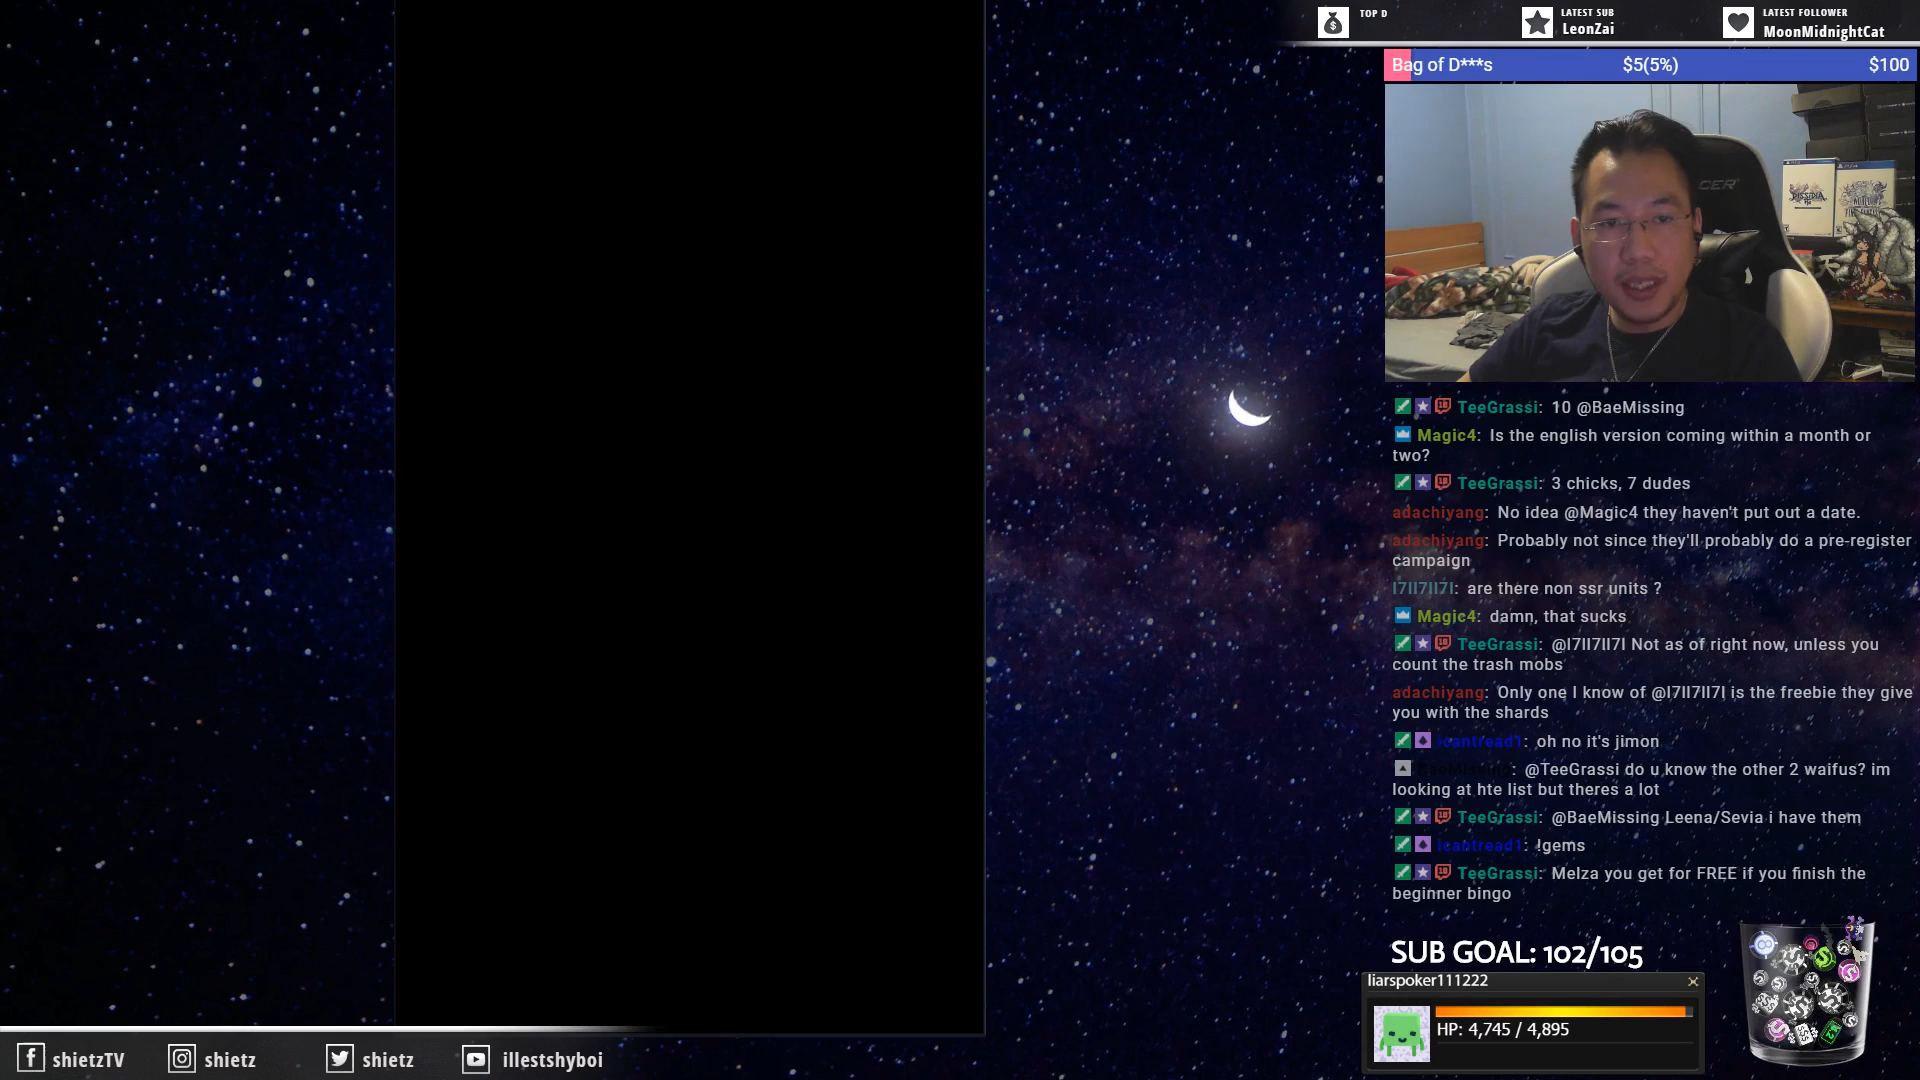 TOP D
LATEST SUB
LeonZai
LATEST FOLLOWER
MoonMidnightCat
Bag of D***s
$5(5%)
$100
CER
DISSIDIA
TeeGrassi: 10 @BaeMissing
Magic4: Is the english version coming within a month or
two?
TeeGrassi: 3 chicks, 7 dudes
adachiyang: No idea @Magic4 they haven't put out a date.
adachiyang: Probably not since they'll probably do a pre-register
campaign
l7ll7ll7l: are there non ssr units ?
Magic4: damn, that sucks
TeeGrassi: @l7ll7ll7l Not as of right now, unless you
count the trash mobs
adachiyang: Only one I know of @l7ll7ll7l is the freebie they give
you with the shards
icantread1: oh no it's jimon
BaeMissing: @TeeGrassi do u know the other 2 waifus? im
looking at hte list but theres a lot
TeeGrassi: @BaeMissing Leena/Sevia i have them
icantread1: !gems
TeeGrassi: Melza you get for FREE if you finish the
beginner bingo
SUB GOAL: 102/105
liarspoker111222
HP: 4,745 / 4,895
shietzTV
shietz
shietz
illestshyboi